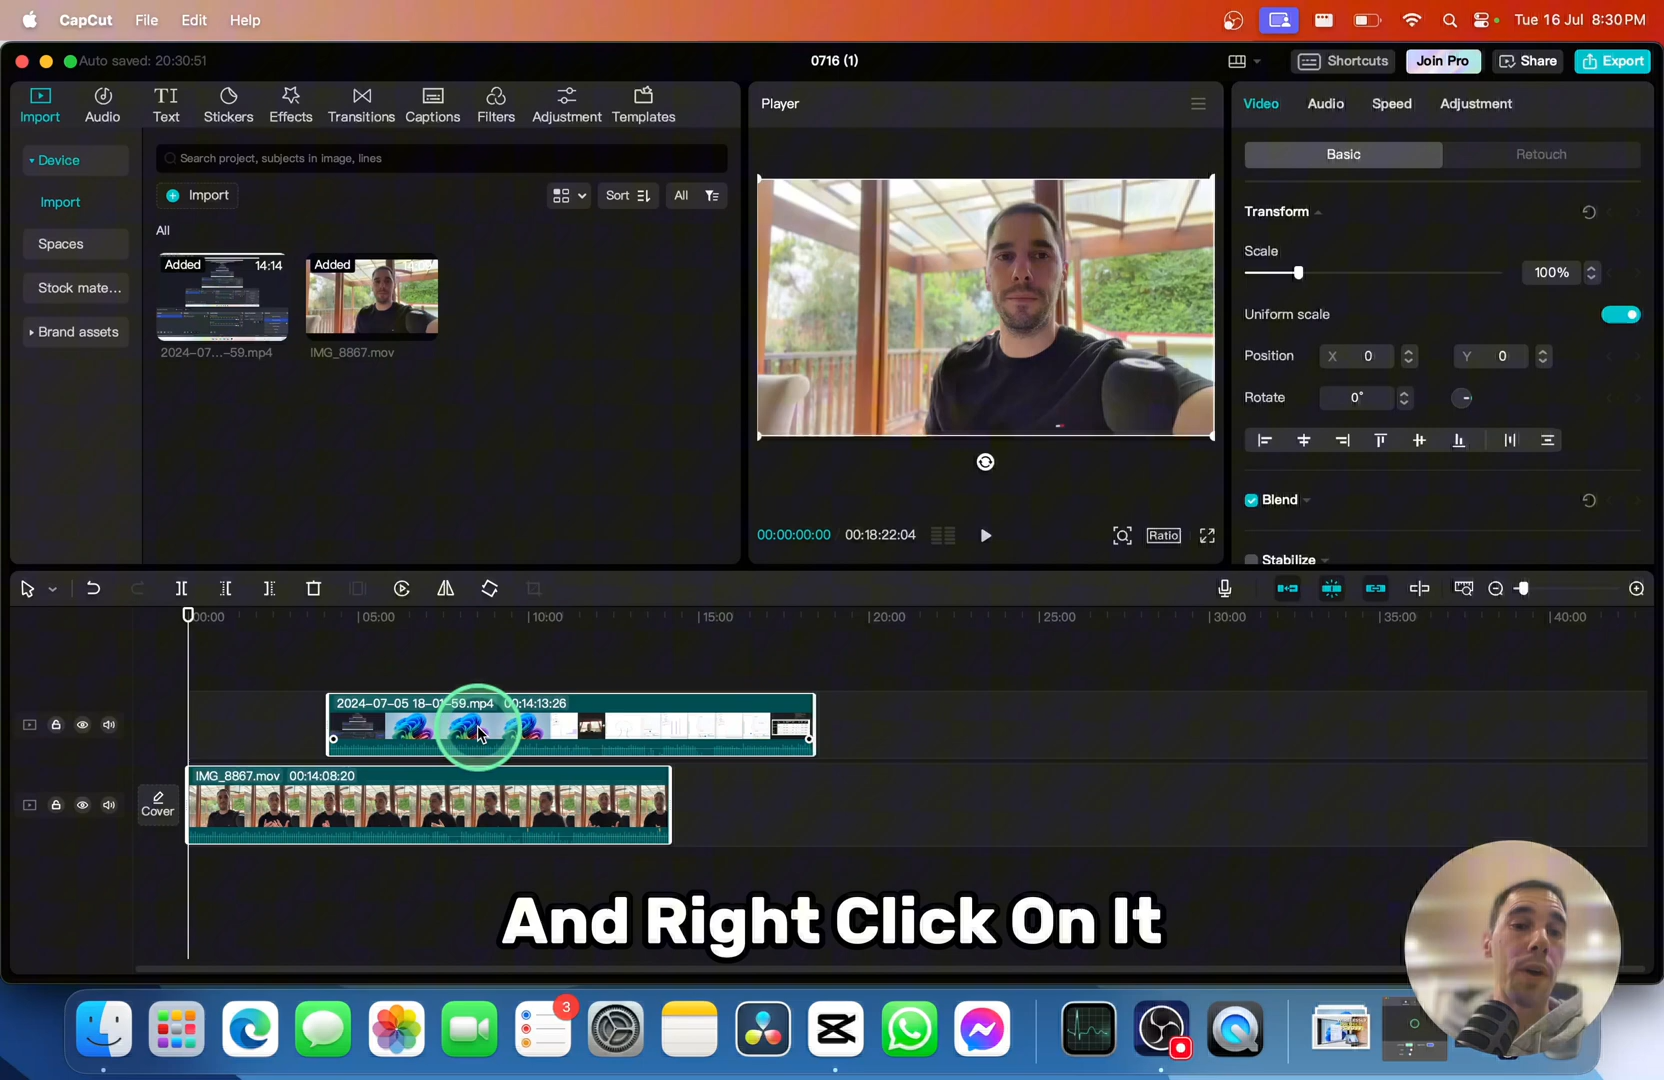 CapCut File Edit Help
Tue 16 Jul 8:30PM
Auto saved: 20:30:51
0716 (1)
Shortcuts
Join Pro
Share
Export
Import
Audio
Text
Stickers
Effects
Transitions
Captions
Filters
Adjustment
Templates
Player
Video
Audio
Speed
Adjustment
Device
Import
Spaces
Stock mate...
Brand assets
Search project, subjects in image, lines
Import
Sort
All
All
Added 14:14
2024-07...-59.mp4
Added
IMG_8867.mov
Basic
Retouch
Transform
Scale
100%
Uniform scale
Position X 0 Y 0
Rotate 0°
Blend
Stabilize
00:00:00:00 00:18:22:04
Ratio
00:00 05:00 10:00 15:00 20:00 25:00 30:00 35:00 40:00
2024-07-05 18-01-59.mp4 00:14:13:26
IMG_8867.mov 00:14:08:20
Cover
And Right Click On It
3